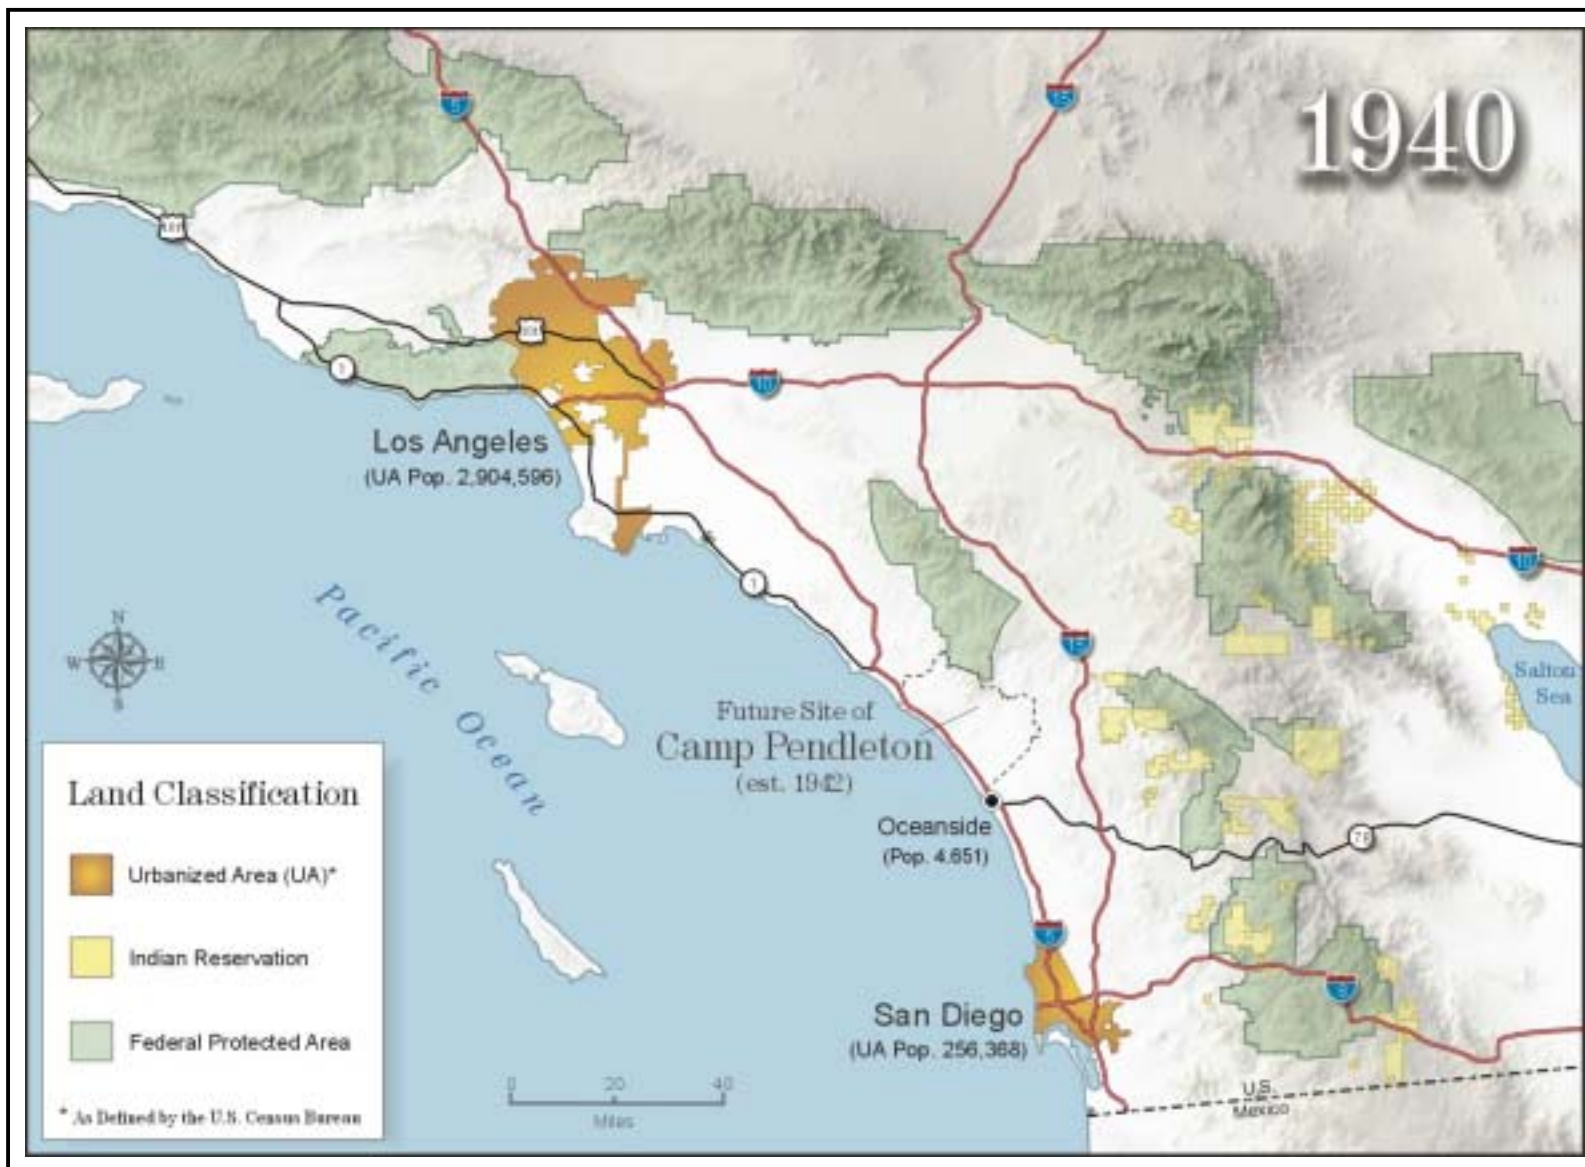 1940
5
15
101
101
1
10
Los Angeles
(UA Pop. 2,904,596)
10
1
N
W E
S
Pacific Ocean
15
Salton
Sea
Future Site of
Camp Pendleton
(est. 1942)
Land Classification
Urbanized Area (UA)*
Indian Reservation
Federal Protected Area
* As Defined by the U.S. Census Bureau
Oceanside
(Pop. 4,651)
5
8
San Diego
(UA Pop. 256,368)
0 20 40
Miles
U.S.
Mexico